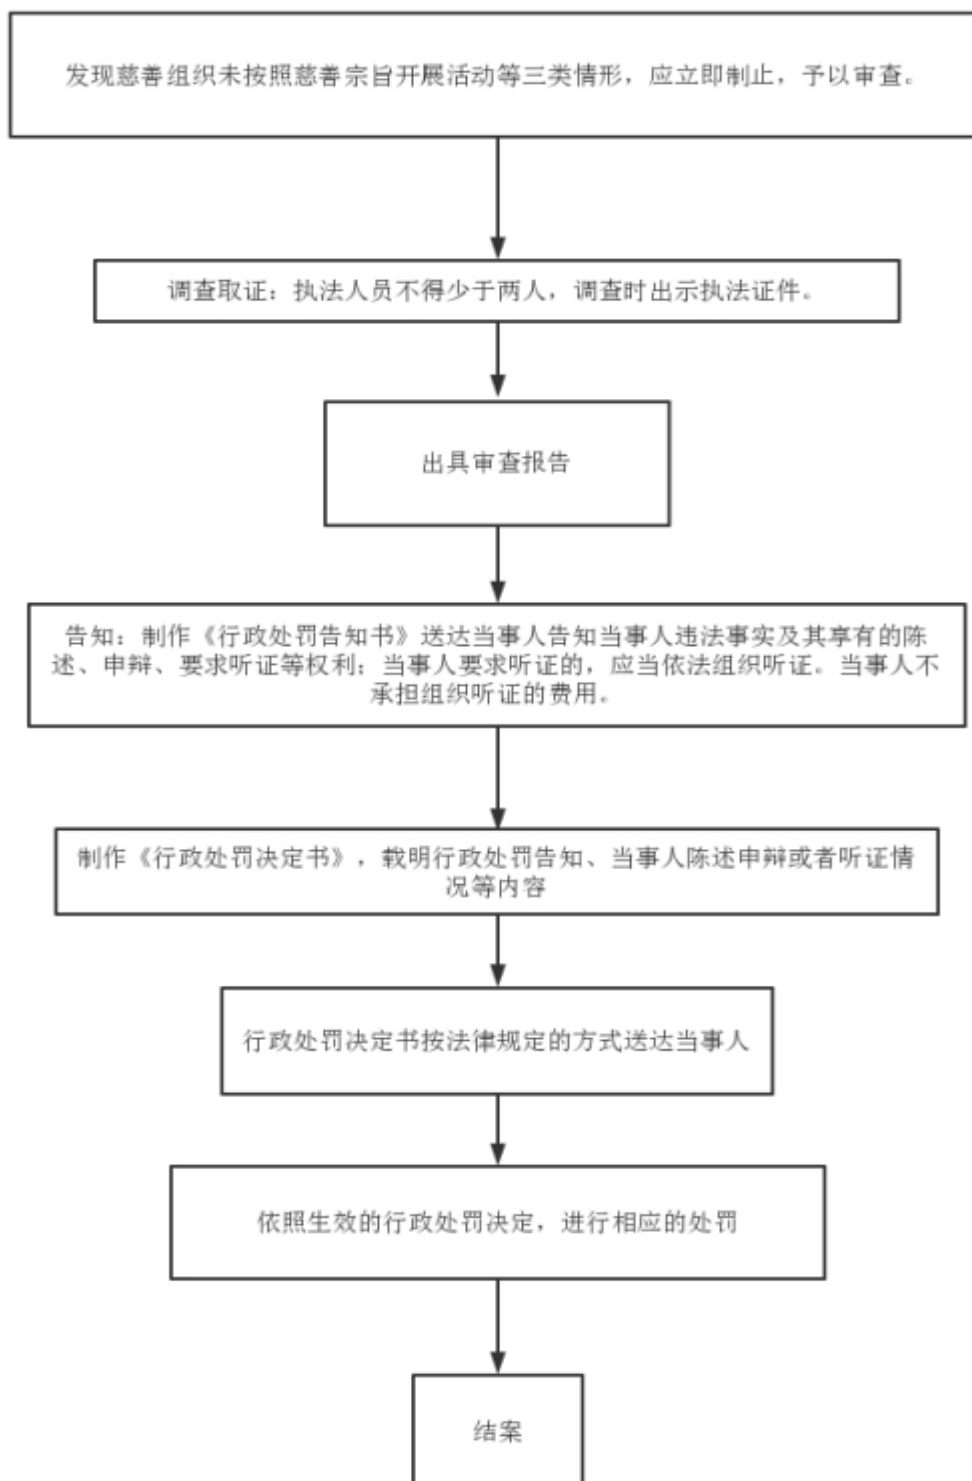 发现慈善组织未按照慈善宗旨开展活动等三类情形，应立即制止，予以审查。
调查取证：执法人员不得少于两人，调查时出示执法证件。
出具审查报告
告知：制作《行政处罚告知书》送达当事人告知当事人违法事实及其享有的陈
述、申辩、要求听证等权利；当事人要求听证的，应当依法组织听证。当事人不
承担组织听证的费用。
制作《行政处罚决定书》，载明行政处罚告知、当事人陈述申辩或者听证情
况等内容
行政处罚决定书按法律规定的方式送达当事人
依照生效的行政处罚决定，进行相应的处罚
结案